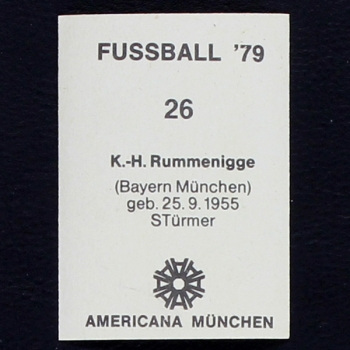 FUSSBALL '79
26
K.-H. Rummenigge
(Bayern München)
geb. 25. 9. 1955
STürmer
AMERICANA MÜNCHEN